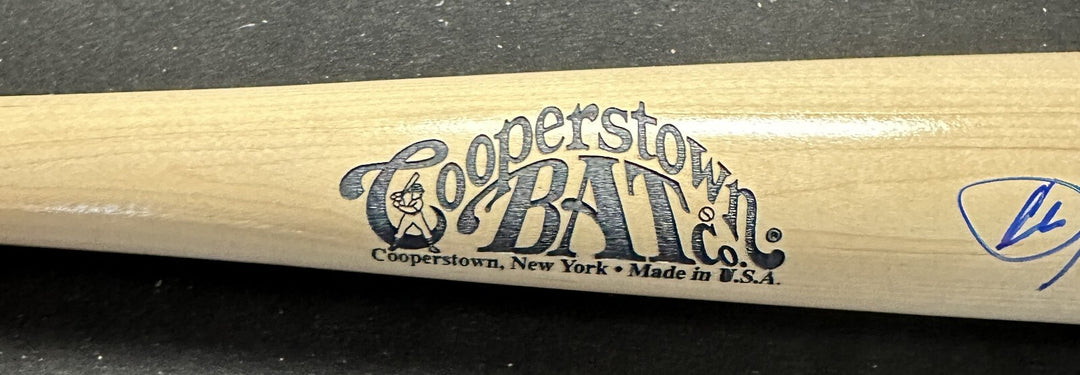 Cooperstown
BAT Co.®
Cooperstown, New York • Made in U.S.A.